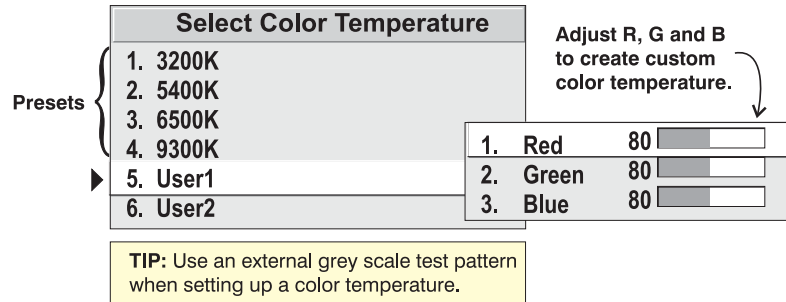 Select Color Temperature
Presets
1. 3200K
2. 5400K
3. 6500K
4. 9300K
5. User1
6. User2
Adjust R, G and B
to create custom
color temperature.
1. Red 80
2. Green 80
3. Blue 80
TIP: Use an external grey scale test pattern
when setting up a color temperature.